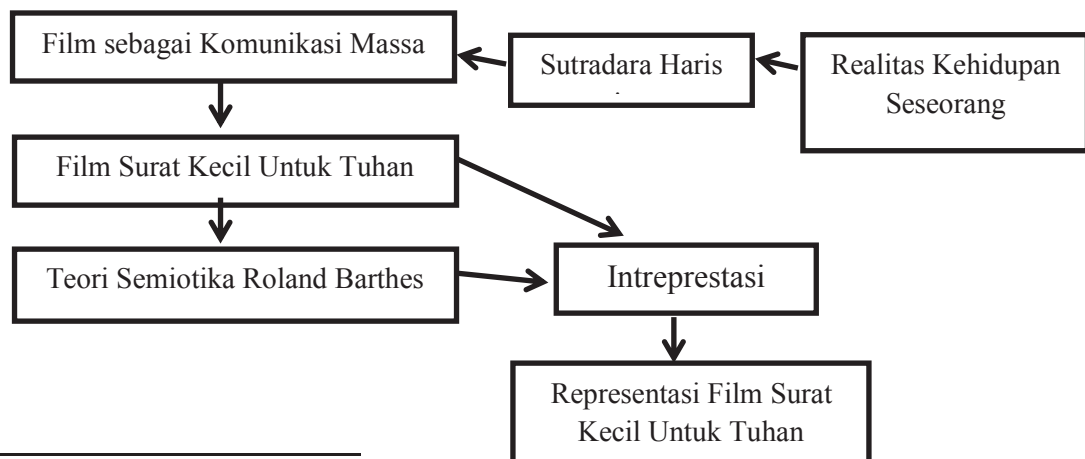 Film sebagai Komunikasi Massa
Sutradara Haris
Realitas Kehidupan
Seseorang
Film Surat Kecil Untuk Tuhan
Teori Semiotika Roland Barthes
Intreprestasi
Representasi Film Surat
Kecil Untuk Tuhan